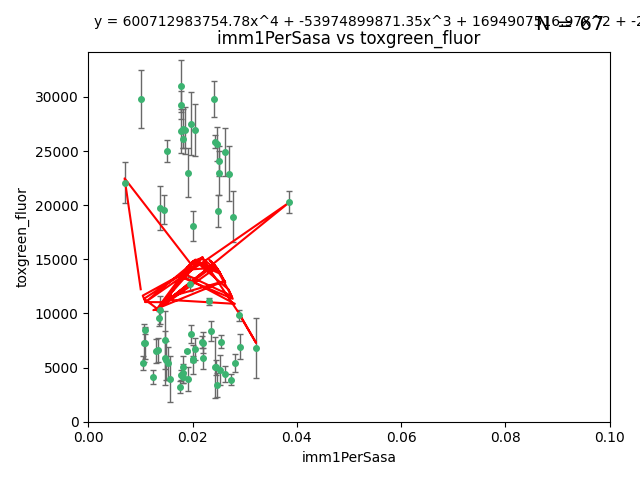 y = 600712983754.78x^4 + -53974899871.35x^3 + 1694907516.97x^2 + -2
N = 67
imm1PerSasa vs toxgreen_fluor
30000
25000
20000
15000
10000
5000
0
toxgreen_fluor
0.00 0.02 0.04 0.06 0.08 0.10
imm1PerSasa